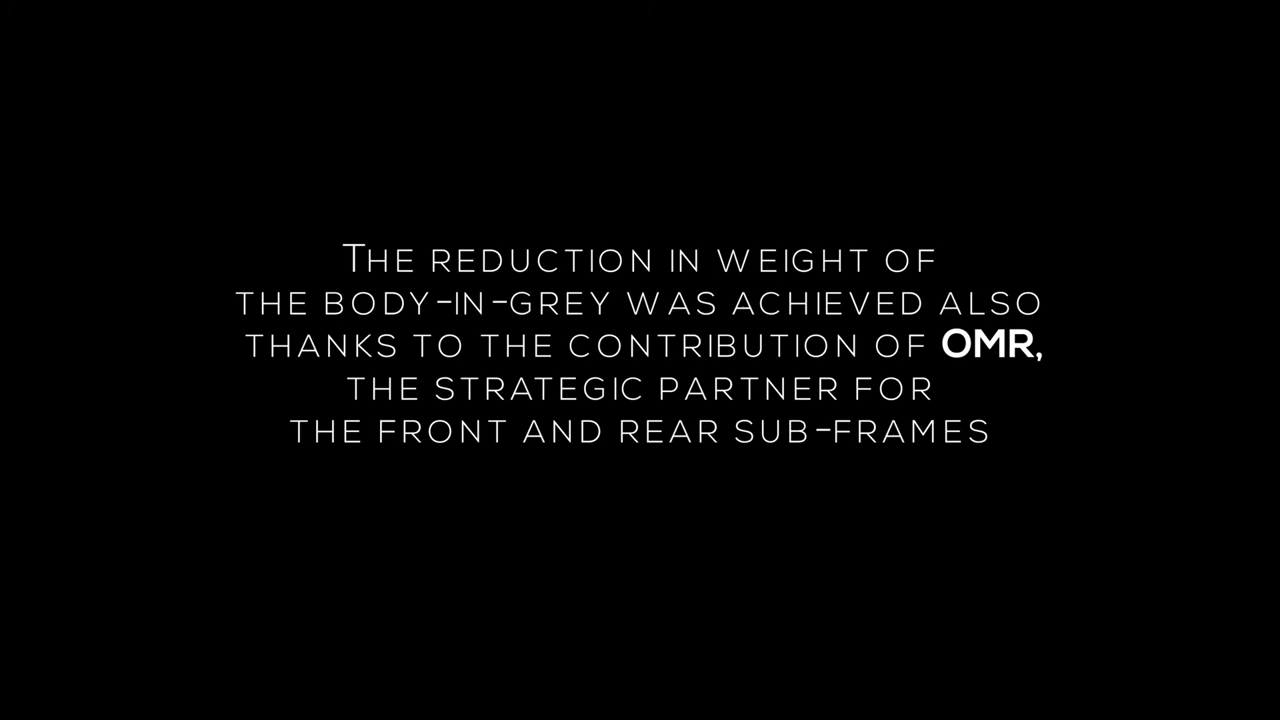 THE REDUCTION IN WEIGHT OF
THE BODY-IN-GREY WAS ACHIEVED ALSO
THANKS TO THE CONTRIBUTION OF OMR,
THE STRATEGIC PARTNER FOR
THE FRONT AND REAR SUB-FRAMES